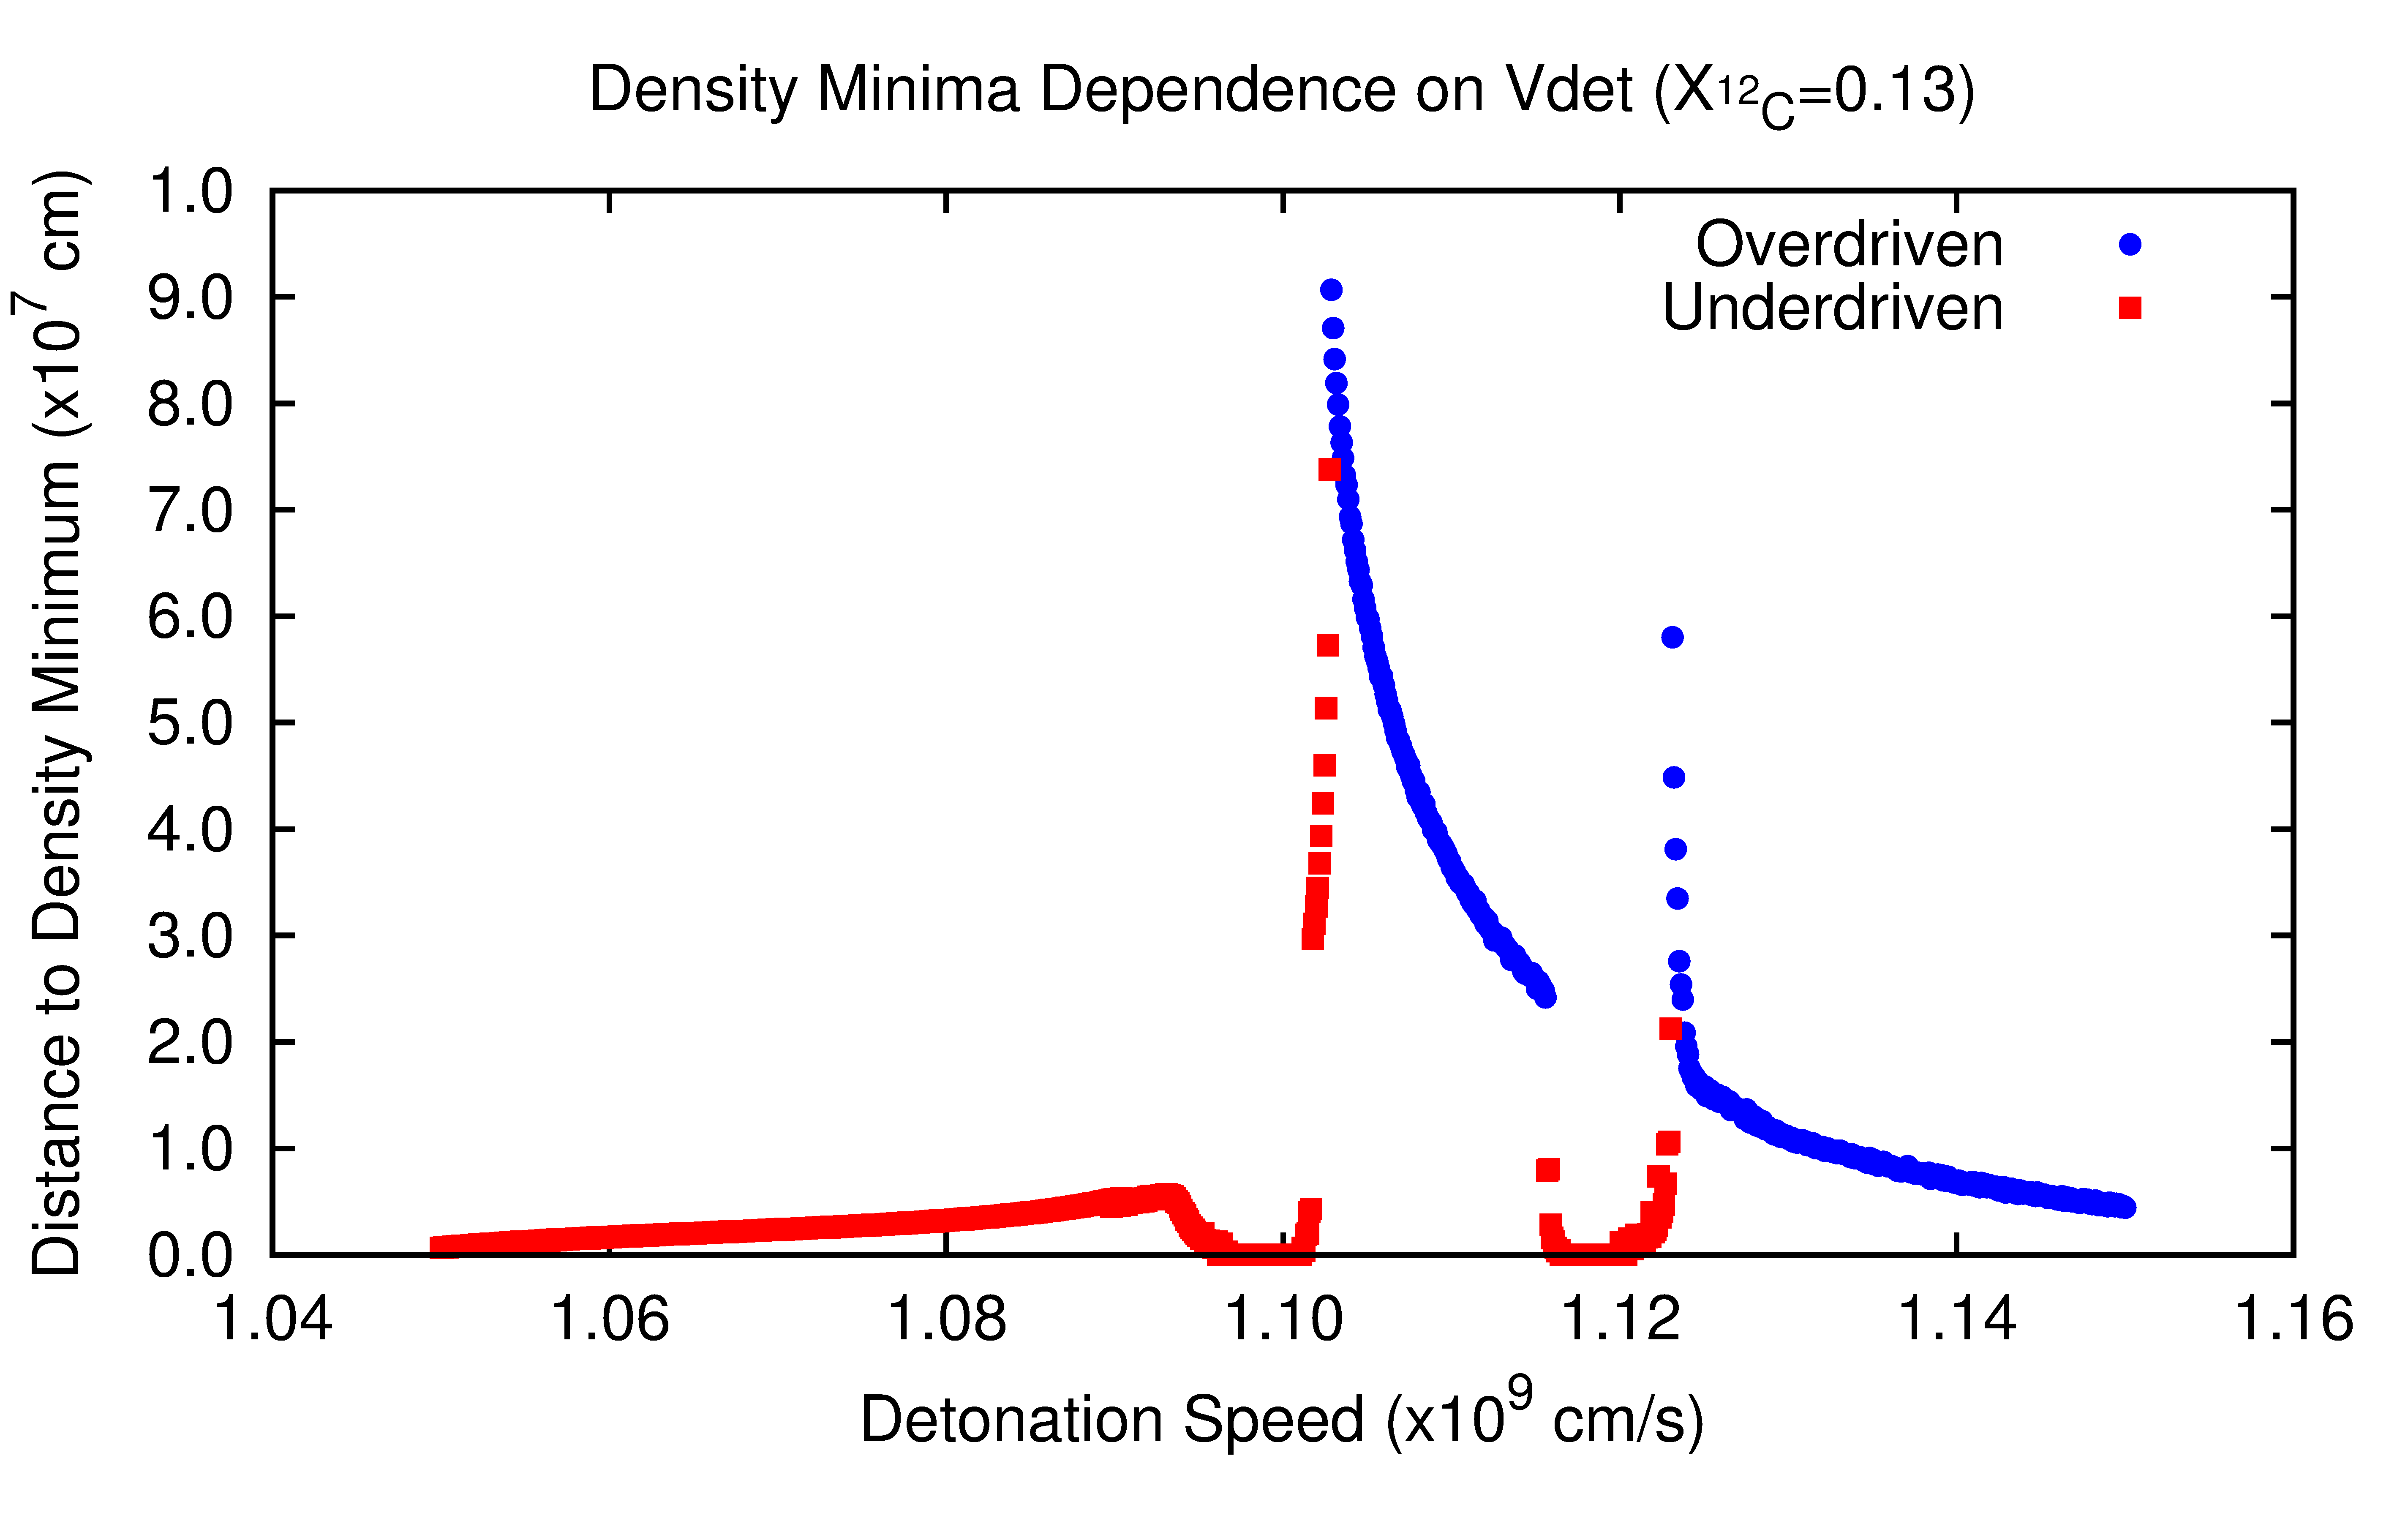 Density Minima Dependence on Vdet (X12C=0.13)
Distance to Density Minimum (x10^7 cm)
1.0
9.0
8.0
7.0
6.0
5.0
4.0
3.0
2.0
1.0
0.0
Overdriven
Underdriven
1.04 1.06 1.08 1.10 1.12 1.14 1.16
Detonation Speed (x10^9 cm/s)